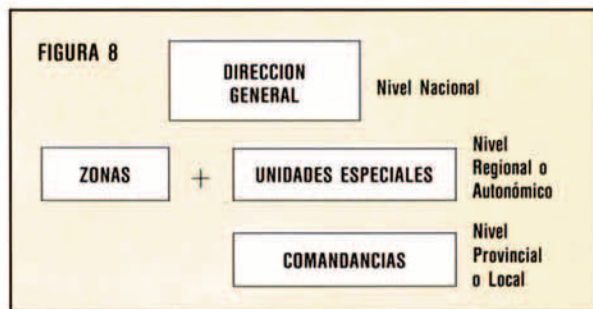 FIGURA 8
DIRECCION
GENERAL
Nivel Nacional
ZONAS
+
UNIDADES ESPECIALES
Nivel
Regional o
Autonómico
COMANDANCIAS
Nivel
Provincial
o Local